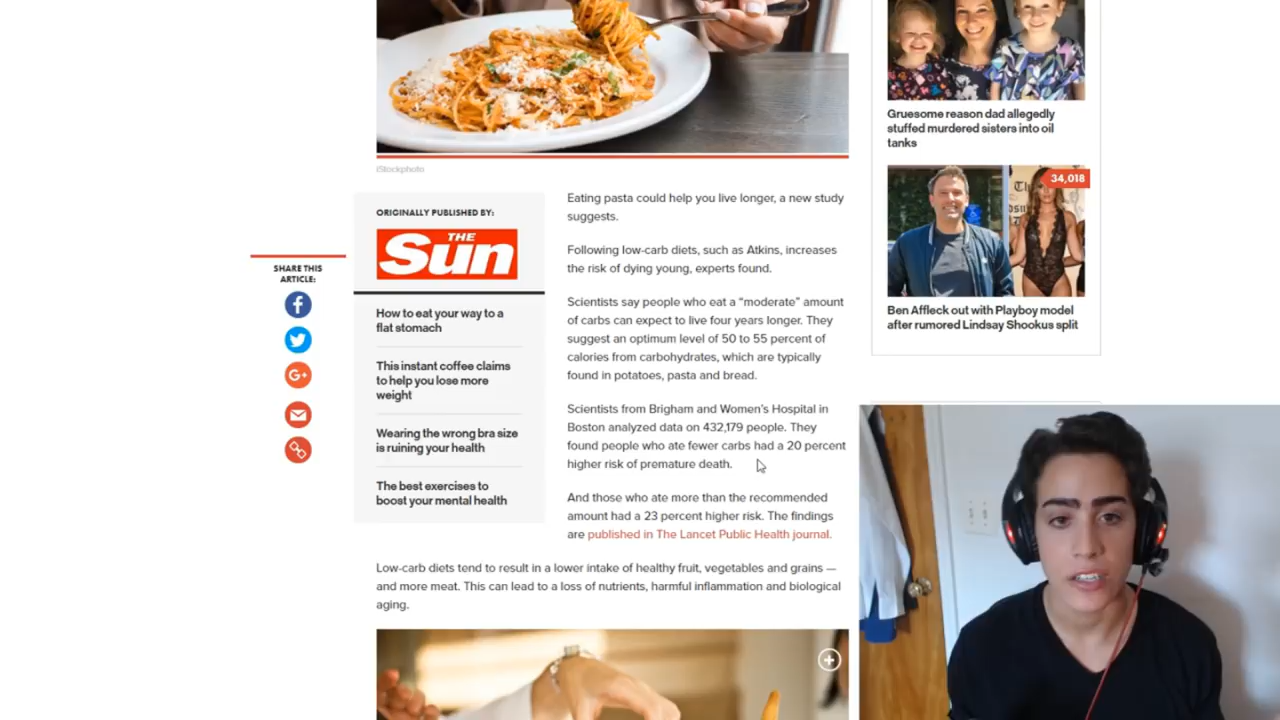 iStockphoto
ORIGINALLY PUBLISHED BY:
THE
Sun
How to eat your way to a
flat stomach
This instant coffee claims
to help you lose more
weight
Wearing the wrong bra size
is ruining your health
The best exercises to
boost your mental health
SHARE THIS
ARTICLE:
G+
Eating pasta could help you live longer, a new study
suggests.
Following low-carb diets, such as Atkins, increases
the risk of dying young, experts found.
Scientists say people who eat a “moderate” amount
of carbs can expect to live four years longer. They
suggest an optimum level of 50 to 55 percent of
calories from carbohydrates, which are typically
found in potatoes, pasta and bread.
Scientists from Brigham and Women’s Hospital in
Boston analyzed data on 432,179 people. They
found people who ate fewer carbs had a 20 percent
higher risk of premature death.
And those who ate more than the recommended
amount had a 23 percent higher risk. The findings
are published in The Lancet Public Health journal.
Low-carb diets tend to result in a lower intake of healthy fruit, vegetables and grains —
and more meat. This can lead to a loss of nutrients, harmful inflammation and biological
aging.
Gruesome reason dad allegedly
stuffed murdered sisters into oil
tanks
34,018
Ben Affleck out with Playboy model
after rumored Lindsay Shookus split